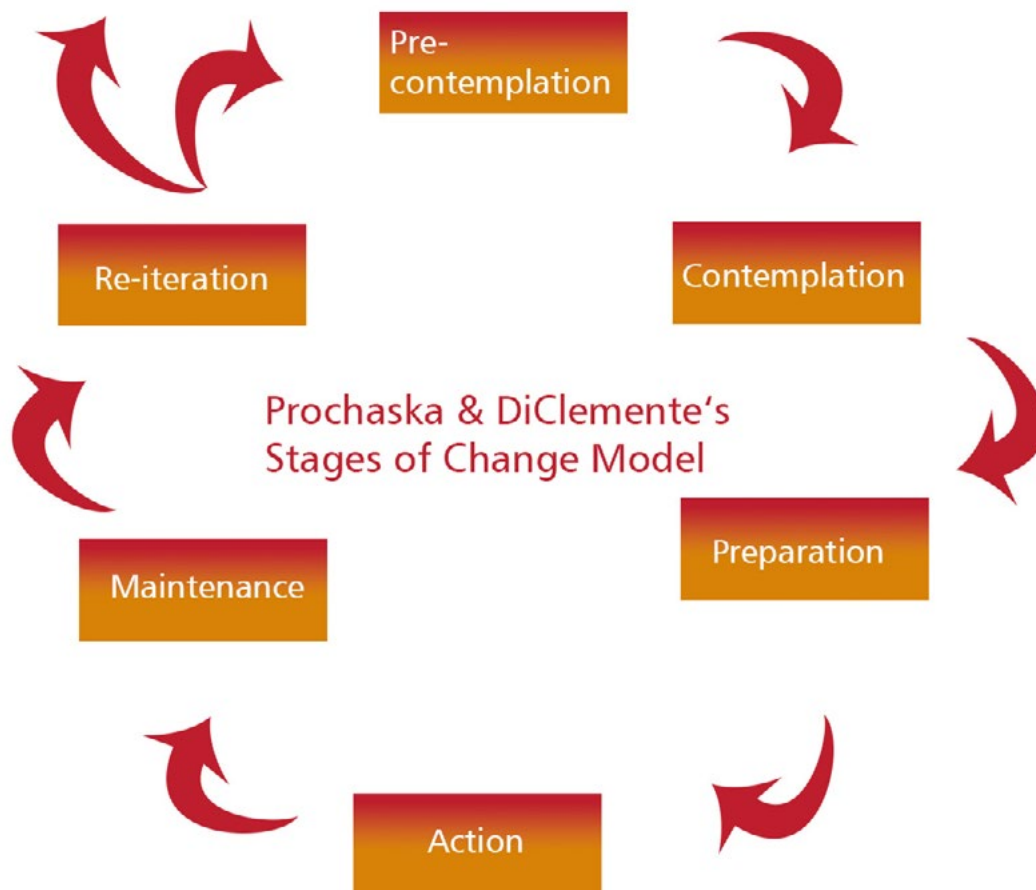 Pre-
contemplation
Contemplation
Preparation
Action
Maintenance
Re-iteration
Prochaska & DiClemente‘s
Stages of Change Model